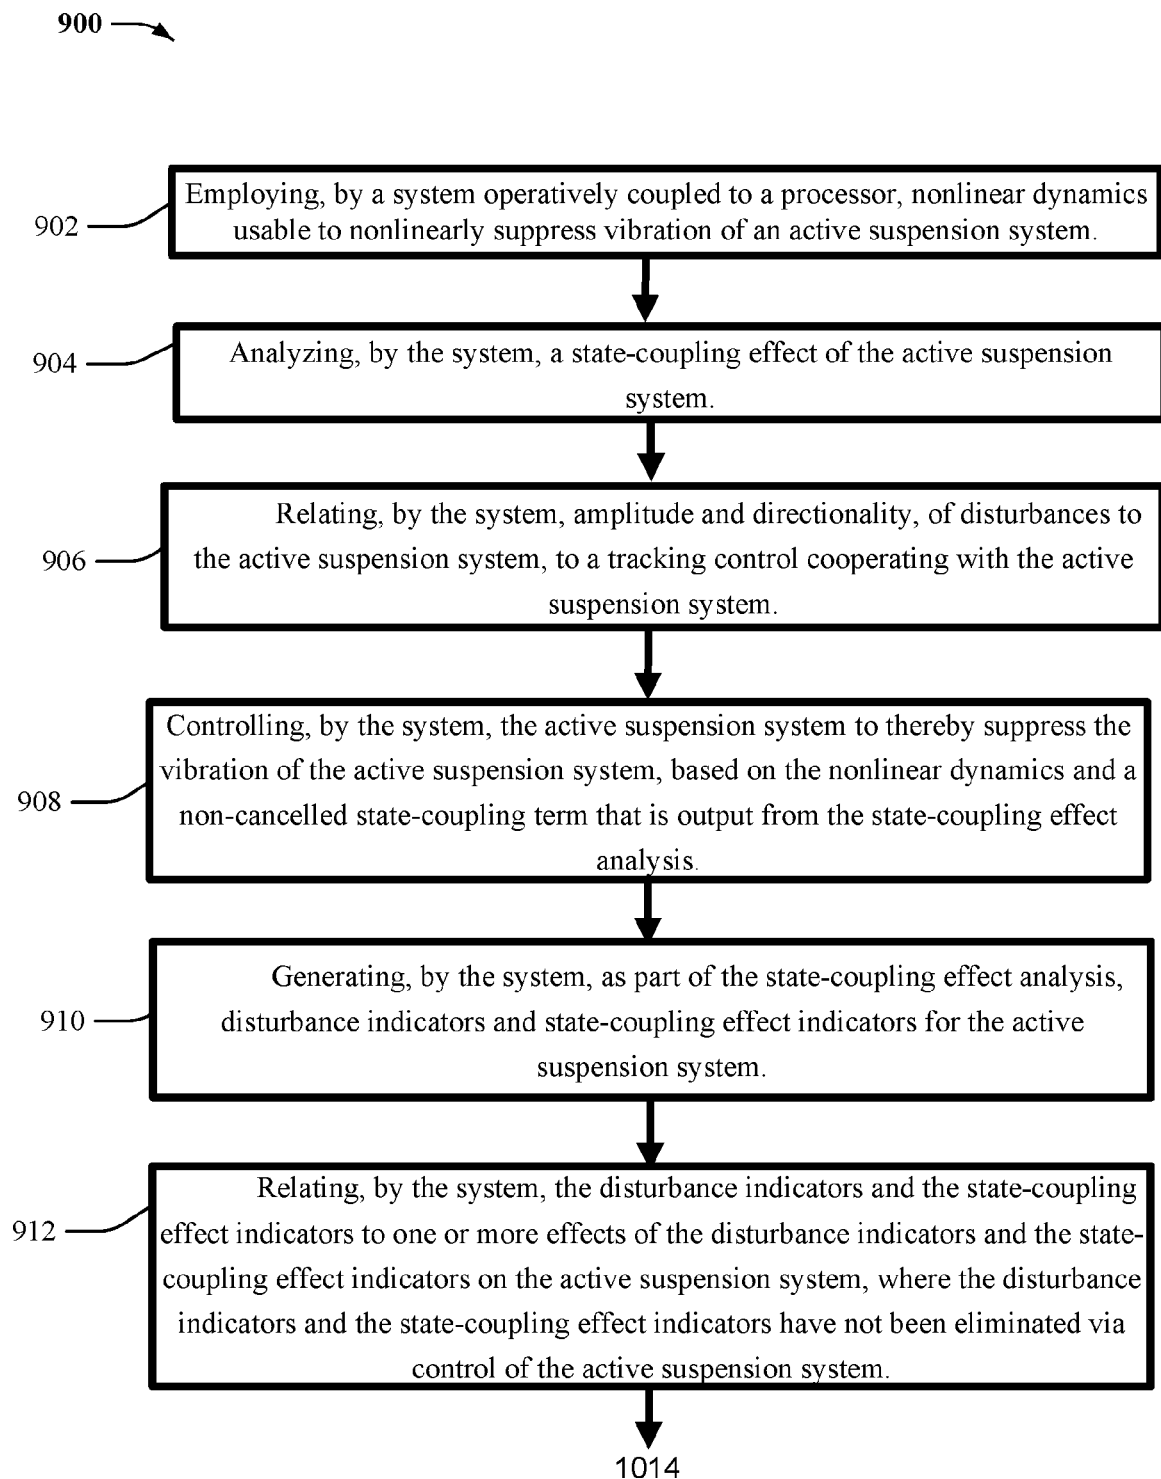 900
902
Employing, by a system operatively coupled to a processor, nonlinear dynamics
usable to nonlinearly suppress vibration of an active suspension system.
904
Analyzing, by the system, a state-coupling effect of the active suspension
system.
906
Relating, by the system, amplitude and directionality, of disturbances to
the active suspension system, to a tracking control cooperating with the active
suspension system.
908
Controlling, by the system, the active suspension system to thereby suppress the
vibration of the active suspension system, based on the nonlinear dynamics and a
non-cancelled state-coupling term that is output from the state-coupling effect
analysis.
910
Generating, by the system, as part of the state-coupling effect analysis,
disturbance indicators and state-coupling effect indicators for the active
suspension system.
912
Relating, by the system, the disturbance indicators and the state-coupling
effect indicators to one or more effects of the disturbance indicators and the state-
coupling effect indicators on the active suspension system, where the disturbance
indicators and the state-coupling effect indicators have not been eliminated via
control of the active suspension system.
1014